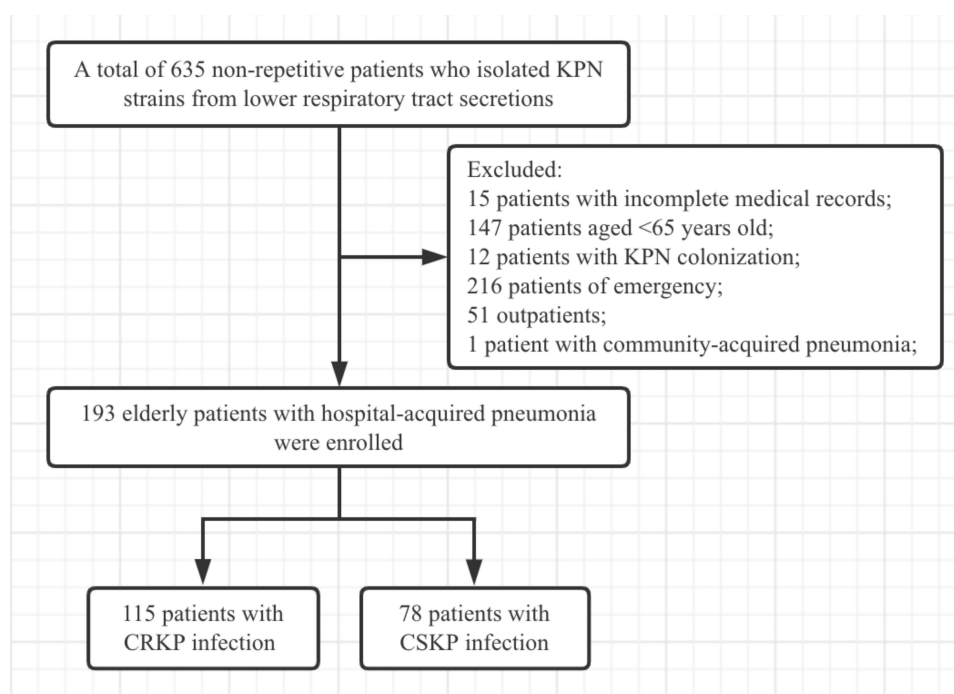 A total of 635 non-repetitive patients who isolated KPN
strains from lower respiratory tract secretions
Excluded:
15 patients with incomplete medical records;
147 patients aged <65 years old;
12 patients with KPN colonization;
216 patients of emergency;
51 outpatients;
1 patient with community-acquired pneumonia;
193 elderly patients with hospital-acquired pneumonia
were enrolled
115 patients with
CRKP infection
78 patients with
CSKP infection